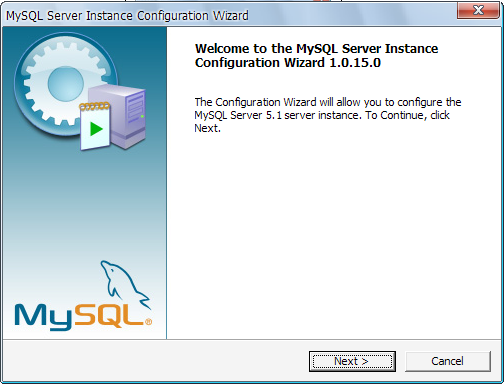 MySQL Server Instance Configuration Wizard
Welcome to the MySQL Server Instance
Configuration Wizard 1.0.15.0
The Configuration Wizard will allow you to configure the
MySQL Server 5.1 server instance. To Continue, click
Next.
MySQL®
Next >
Cancel